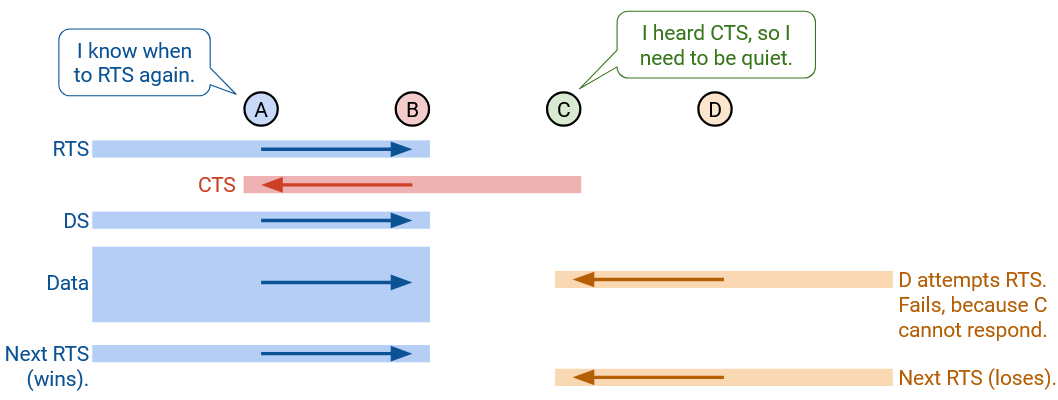 I know when
to RTS again.
I heard CTS, so I
need to be quiet.
A
B
C
D
RTS
CTS
DS
Data
D attempts RTS.
Fails, because C
cannot respond.
Next RTS
(wins).
Next RTS (loses).